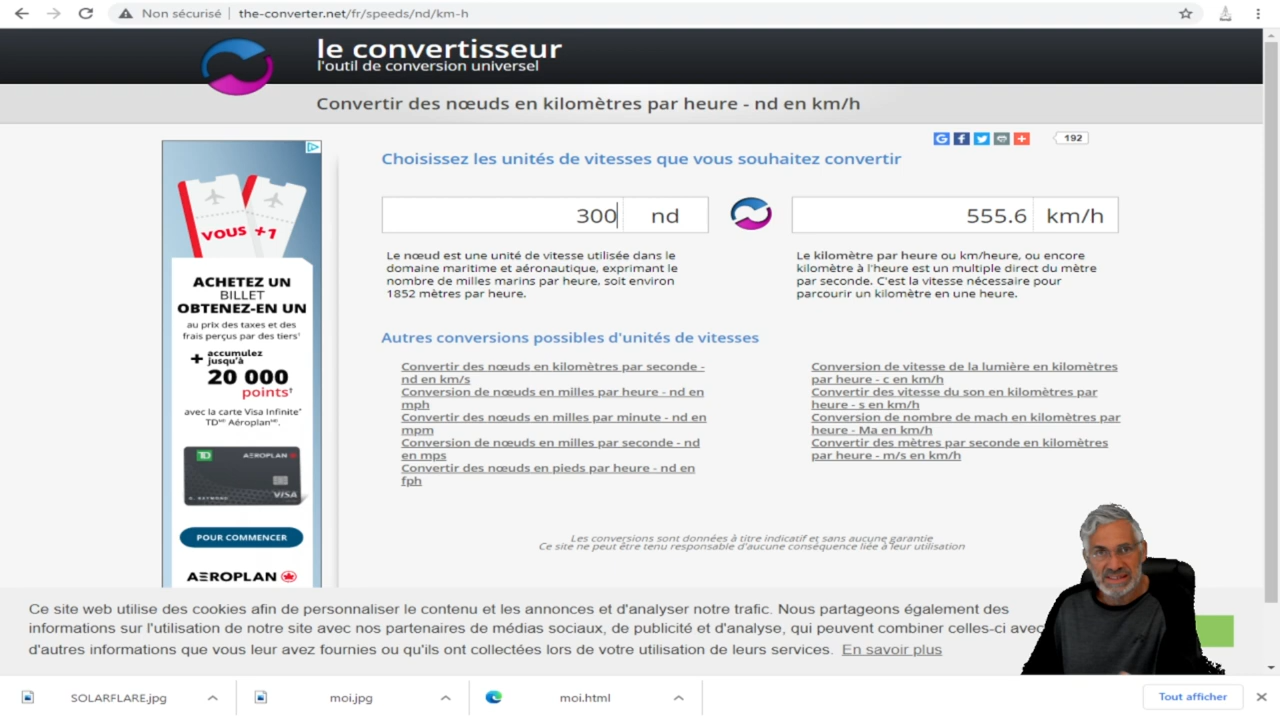 Non sécurisé | the-converter.net/fr/speeds/nd/km-h
le convertisseur
l'outil de conversion universel
Convertir des nœuds en kilomètres par heure - nd en km/h
192
Choisissez les unités de vitesses que vous souhaitez convertir
300 nd
555.6 km/h
Le nœud est une unité de vitesse utilisée dans le
domaine maritime et aéronautique, exprimant le
nombre de milles marins par heure, soit environ
1852 mètres par heure.
Le kilomètre par heure ou km/heure, ou encore
kilomètre à l'heure est un multiple direct du mètre
par seconde. C'est la vitesse nécessaire pour
parcourir un kilomètre en une heure.
Autres conversions possibles d'unités de vitesses
Convertir des nœuds en kilomètres par seconde -
nd en km/s
Conversion de nœuds en milles par heure - nd en
mph
Convertir des nœuds en milles par minute - nd en
mpm
Conversion de nœuds en milles par seconde - nd
en mps
Convertir des nœuds en pieds par heure - nd en
fph
Conversion de vitesse de la lumière en kilomètres
par heure - c en km/h
Convertir des vitesse du son en kilomètres par
heure - s en km/h
Conversion de nombre de mach en kilomètres par
heure - Ma en km/h
Convertir des mètres par seconde en kilomètres
par heure - m/s en km/h
Les conversions sont données à titre indicatif et sans aucune garantie
Ce site ne peut être tenu responsable d'aucune conséquence liée à leur utilisation
VOUS +1
ACHETEZ UN
BILLET
OBTENEZ-EN UN
au prix des taxes et des
frais perçus par des tiers†
+ accumulez
jusqu'à
20 000
points†
avec la carte Visa Infinite*
TDᴹᴰ Aéroplanᴹᴰ.
TD AEROPLAN
VISA
POUR COMMENCER
AEROPLAN
Ce site web utilise des cookies afin de personnaliser le contenu et les annonces et d'analyser notre trafic. Nous partageons également des
informations sur l'utilisation de notre site avec nos partenaires de médias sociaux, de publicité et d'analyse, qui peuvent combiner celles-ci avec
d'autres informations que vous leur avez fournies ou qu'ils ont collectées lors de votre utilisation de leurs services. En savoir plus
SOLARFLARE.jpg
moi.jpg
moi.html
Tout afficher